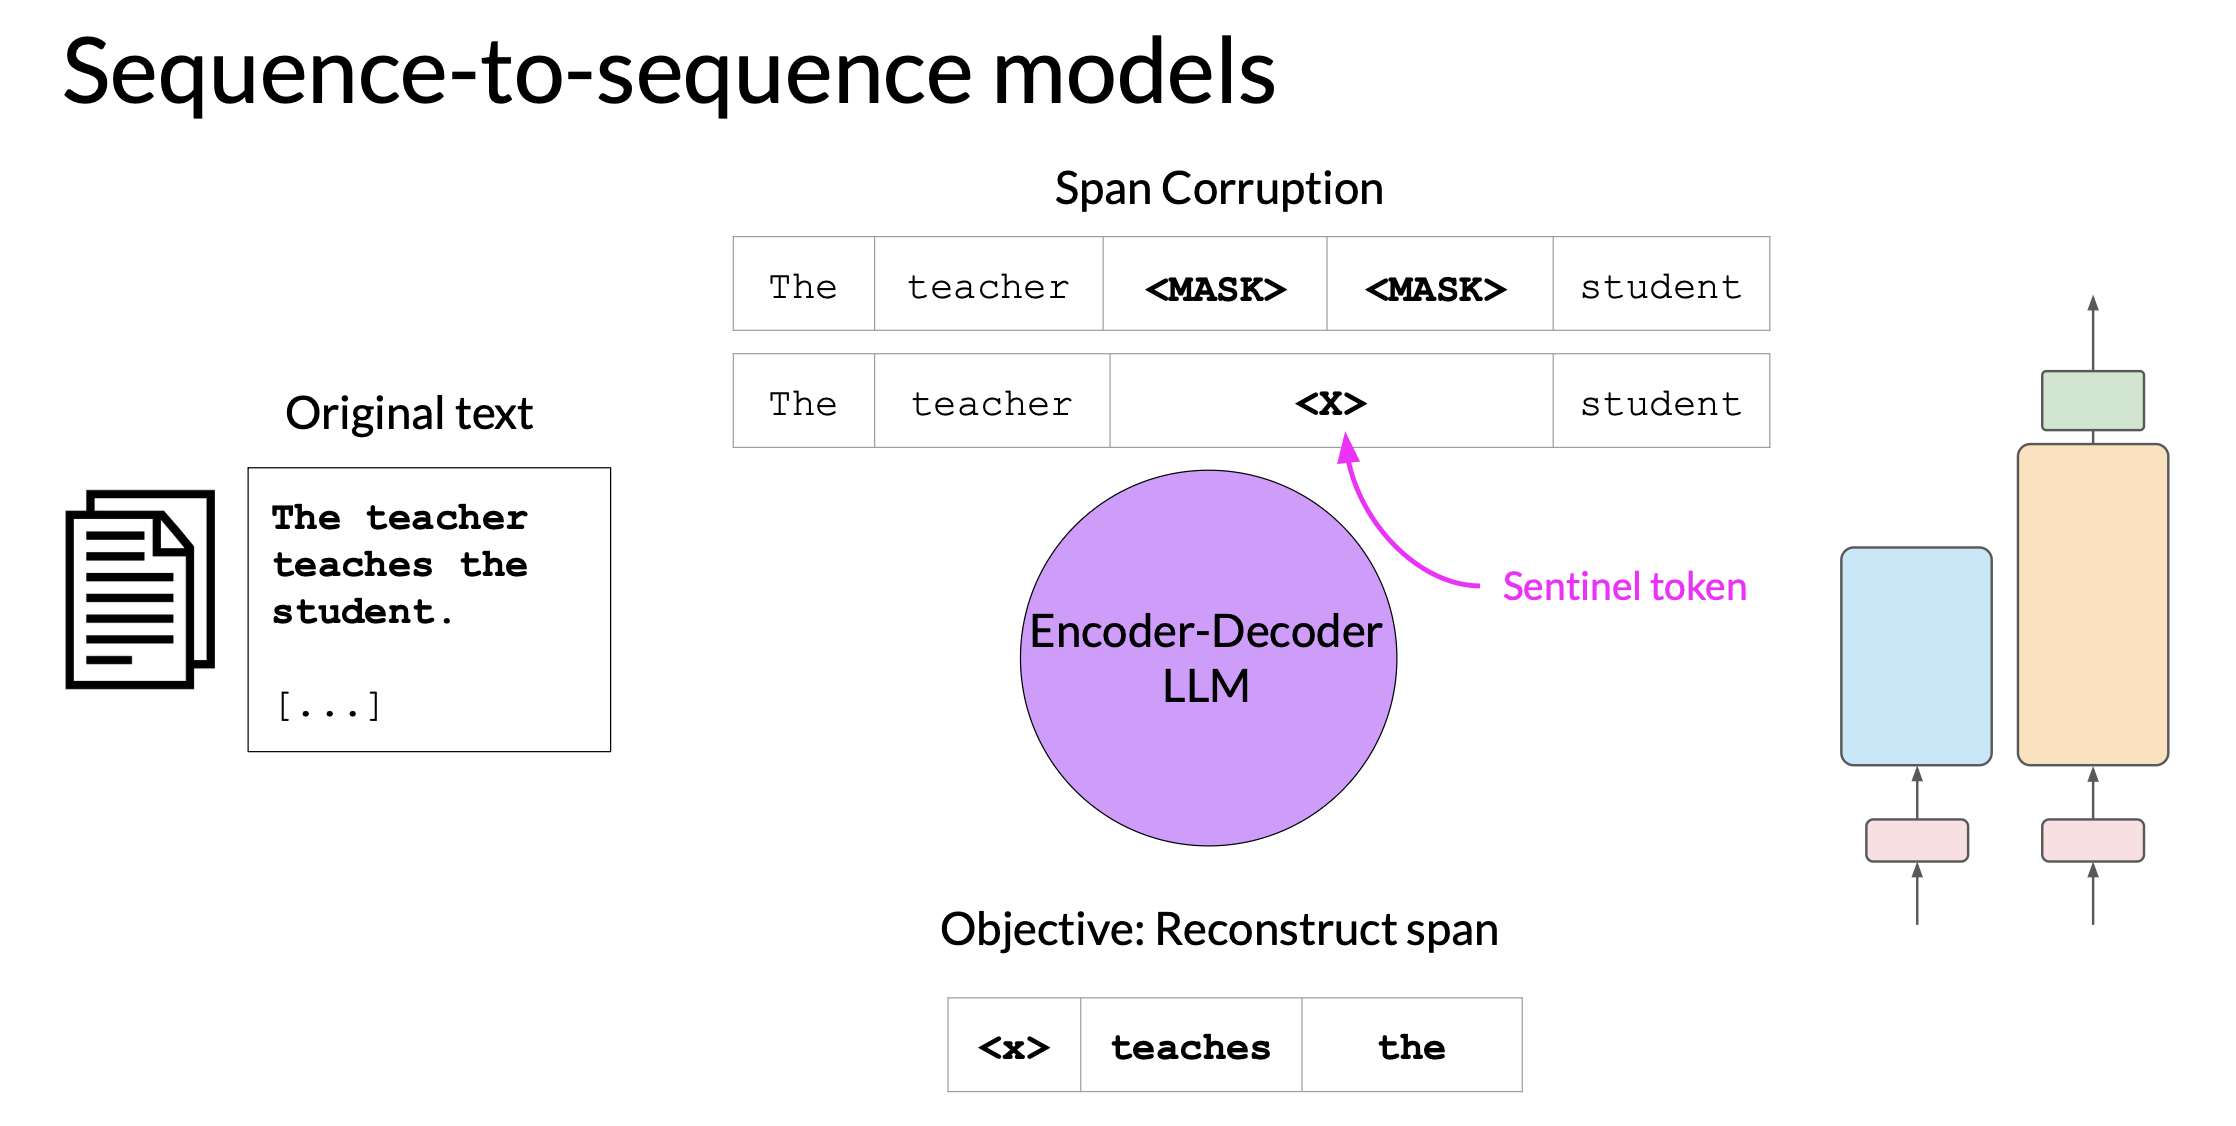 Sequence-to-sequence models
Span Corruption
The teacher <MASK> <MASK> student
The teacher <X> student
Original text
The teacher
teaches the
student.
[...]
Sentinel token
Encoder-Decoder
LLM
Objective: Reconstruct span
<x> teaches the